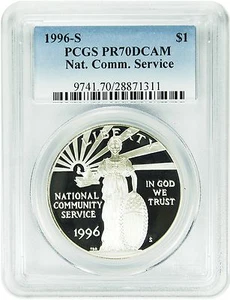 1996-S $1
PCGS PR70DCAM
Nat. Comm. Service
9741.70/28871311
LIBERTY
NATIONAL
COMMUNITY
SERVICE
1996
IN GOD
WE
TRUST
S
PCGS